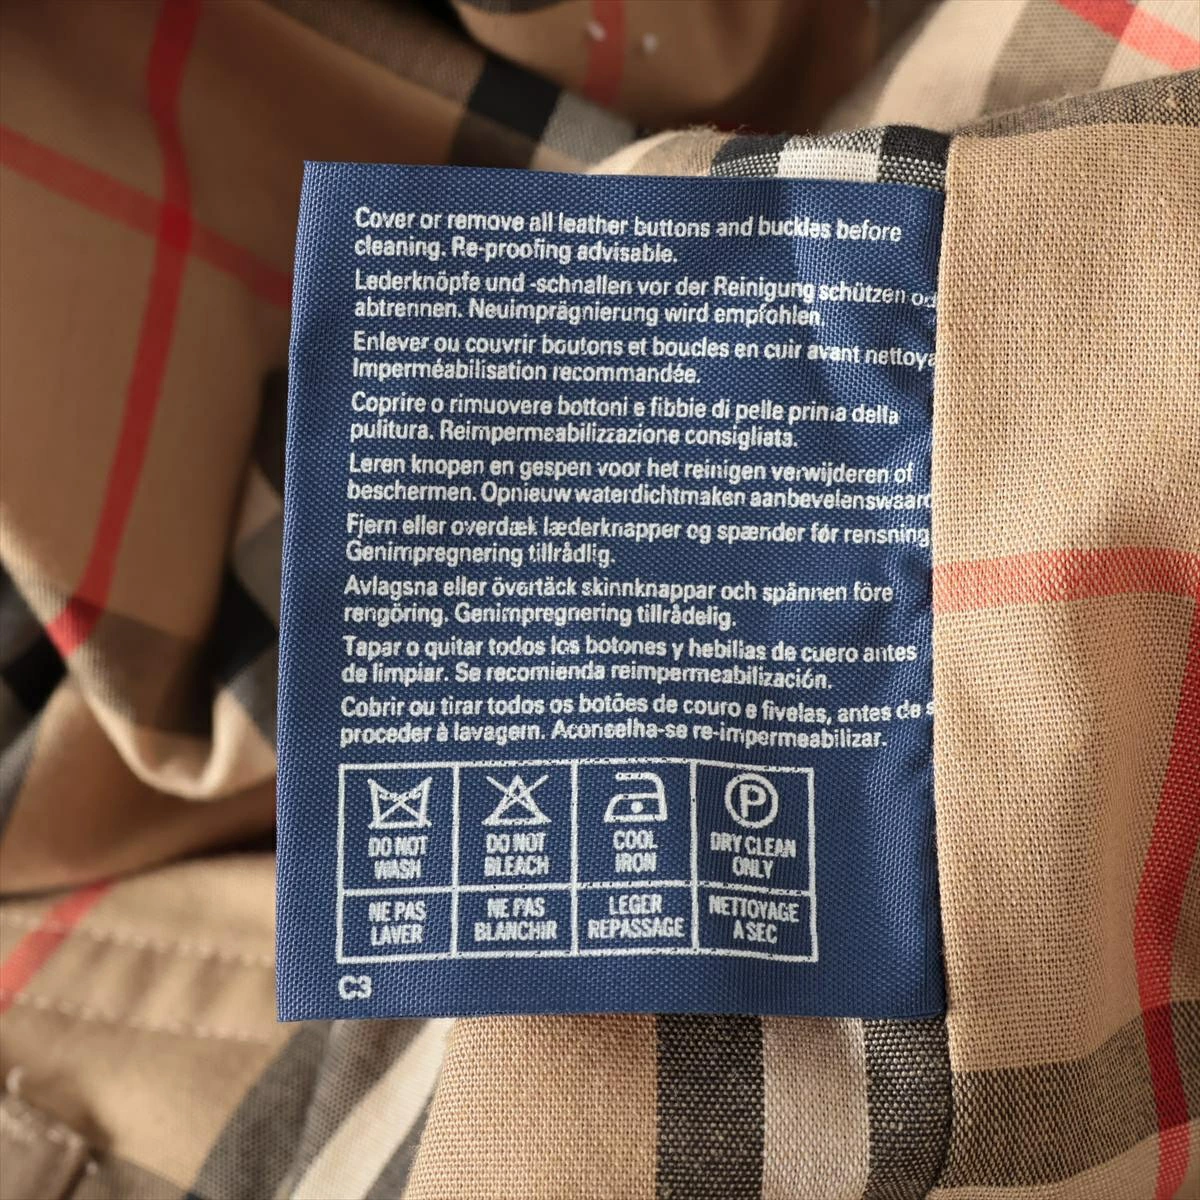 Cover or remove all leather buttons and buckles before
cleaning. Re-proofing advisable.
Lederknöpfe und -schnallen vor der Reinigung schützen
abtrennen. Neuimprägnierung wird empfohlen.
Enlever ou couvrir boutons et boucles en cuir avant
Imperméabilisation recommandée.
Coprire o rimuovere bottoni e fibbie di pelle prima della
pulitura. Reimpermeabilizzazione consigliata.
Leren knopen en gespen voor het reinigen verwijderen of
beschermen. Opnieuw waterdichtmaken
Fjern eller overdæk læderknapper og spænder før rensning
Genimpregnering tillrådlig.
Avlagsna eller övertäck skinnknappar och spännen före
rengöring. Genimpregnering tillrådelig.
Tapar o quitar todos los botones y hebillas de cuero antes
de limpiar. Se recomienda reimpermeabilización.
Cobrir ou tirar todos os botões de couro e fivelas, antes de
proceder à lavagem. Aconselha-se re-impermeabilizar.
P
DO NOT
WASH
DO NOT
BLEACH
COOL
IRON
DRY CLEAN
ONLY
NE PAS
LAVER
NE PAS
BLANCHIR
LEGER
REPASSAGE
NETTOYAGE
A SEC
C3